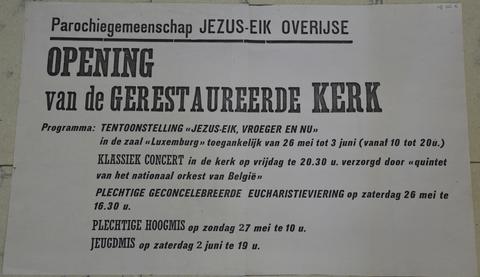 Parochiegemeenschap JEZUS-EIK OVERIJSE
OPENING
van de GERESTAUREERDE KERK
Programma: TENTOONSTELLING «JEZUS-EIK, VROEGER EN NU»
in de zaal «Luxemburg» toegankelijk van 26 mei tot 3 juni (vanaf 10 tot 20u.)
KLASSIEK CONCERT in de kerk op vrijdag te 20.30 u. verzorgd door «quintet
van het nationaal orkest van België»
PLECHTIGE GECONCELEBREERDE EUCHARISTIEVIERING op zaterdag 26 mei te
16.30 u.
PLECHTIGE HOOGMIS op zondag 27 mei te 10 u.
JEUGDMIS op zaterdag 2 juni te 19 u.